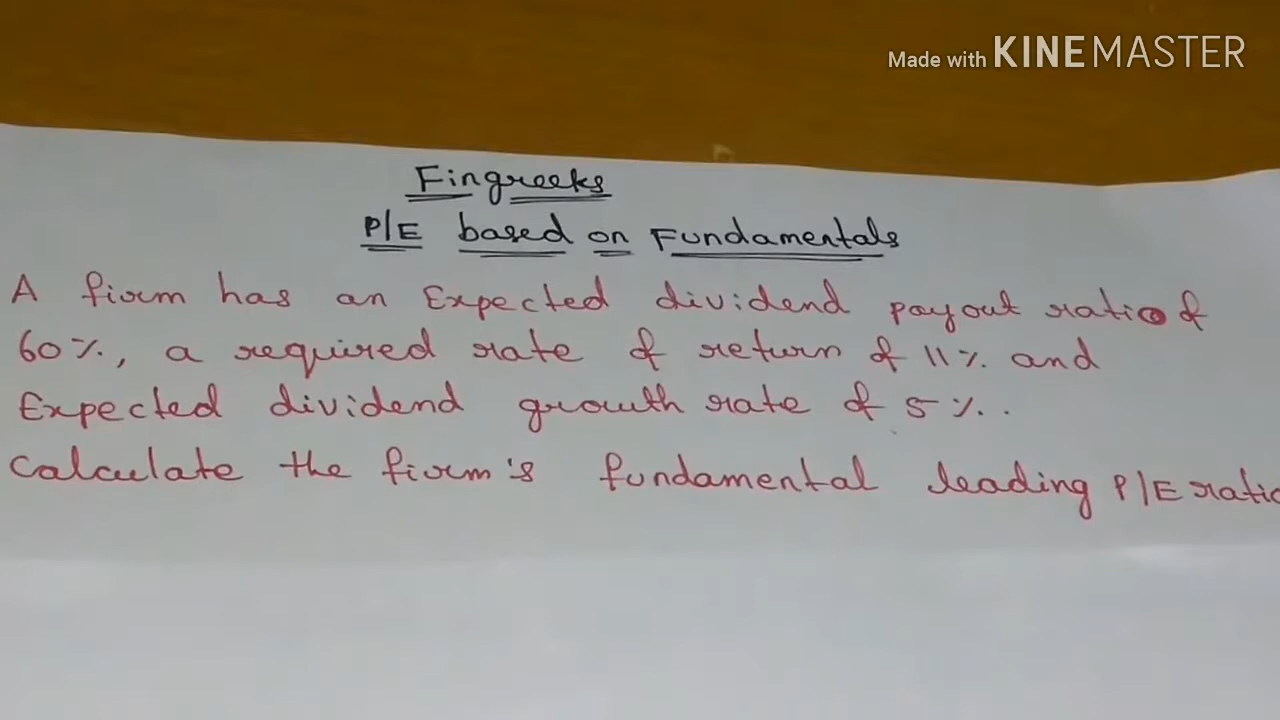 Made with KINEMASTER
Fingreeks
P/E based on Fundamentals
A firm has an Expected dividend payout ratio of
60%, a required rate of return of 11% and
Expected dividend growth rate of 5%..
Calculate the firm's fundamental leading P/E ratio